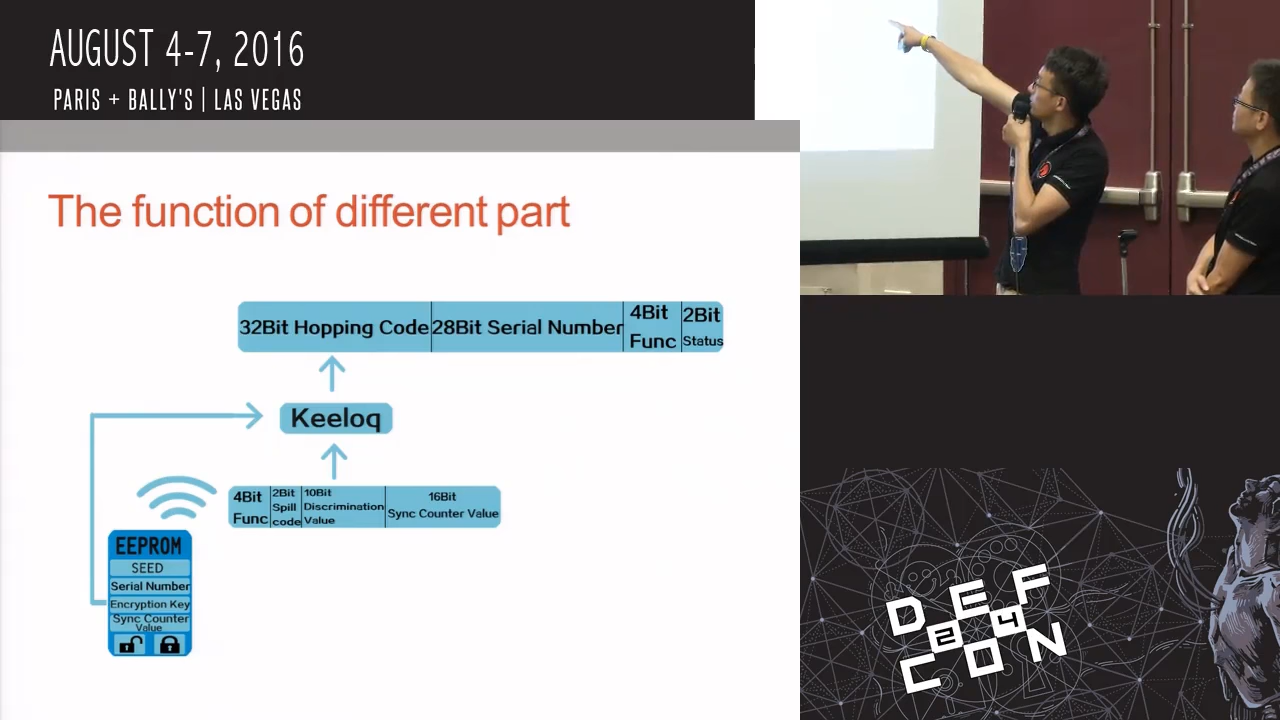 AUGUST 4-7, 2016
PARIS + BALLY'S | LAS VEGAS
The function of different part
32Bit Hopping Code
28Bit Serial Number
4Bit
Func
2Bit
Status
Keeloq
4Bit
Func
2Bit
Spill
code
10Bit
Discrimination
Value
16Bit
Sync Counter Value
EEPROM
SEED
Serial Number
Encryption Key
Sync Counter
Value
DEF
24
CON